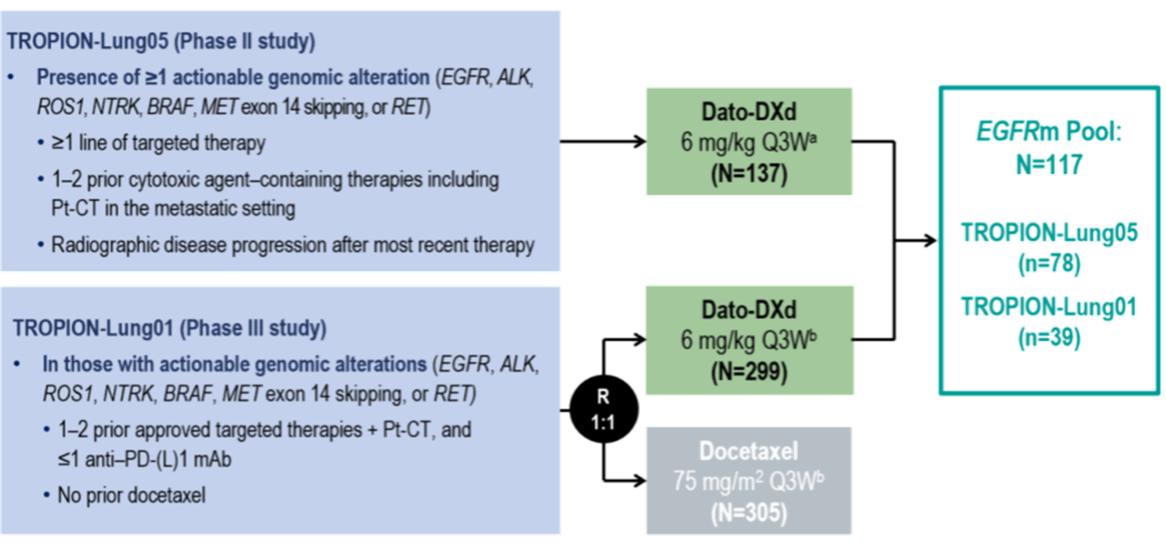 TROPION-Lung05 (Phase II study)
• Presence of ≥1 actionable genomic alteration (EGFR, ALK,
ROS1, NTRK, BRAF, MET exon 14 skipping, or RET)
• ≥1 line of targeted therapy
• 1–2 prior cytotoxic agent–containing therapies including
Pt-CT in the metastatic setting
• Radiographic disease progression after most recent therapy
Dato-DXd
6 mg/kg Q3Wᵃ
(N=137)
TROPION-Lung01 (Phase III study)
• In those with actionable genomic alterations (EGFR, ALK,
ROS1, NTRK, BRAF, MET exon 14 skipping, or RET)
• 1–2 prior approved targeted therapies + Pt-CT, and
≤1 anti–PD-(L)1 mAb
• No prior docetaxel
R
1:1
Dato-DXd
6 mg/kg Q3Wᵇ
(N=299)
Docetaxel
75 mg/m² Q3Wᵇ
(N=305)
EGFRm Pool:
N=117
TROPION-Lung05
(n=78)
TROPION-Lung01
(n=39)